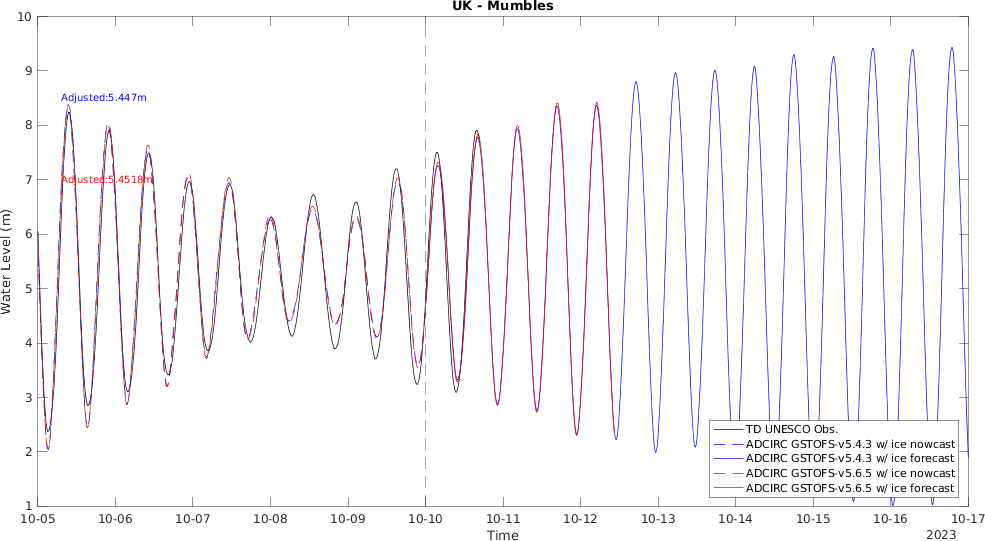 UK - Mumbles
10
9
8
7
6
5
4
3
2
1
Water Level (m)
Adjusted:5.447m
Adjusted:5.4518m
TD UNESCO Obs.
ADCIRC GSTOFS-v5.4.3 w/ ice nowcast
ADCIRC GSTOFS-v5.4.3 w/ ice forecast
ADCIRC GSTOFS-v5.6.5 w/ ice nowcast
ADCIRC GSTOFS-v5.6.5 w/ ice forecast
10-05 10-06 10-07 10-08 10-09 10-10 10-11 10-12 10-13 10-14 10-15 10-16 10-17
Time
2023